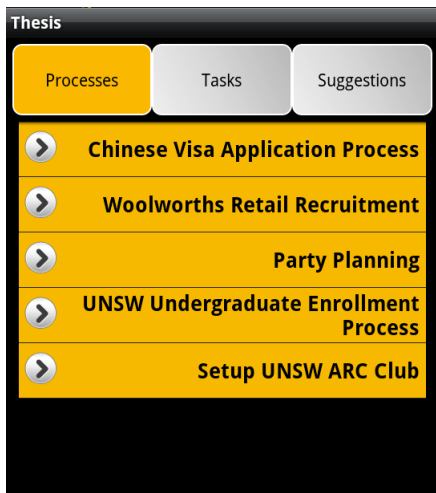 Thesis
Processes Tasks Suggestions
Chinese Visa Application Process
Woolworths Retail Recruitment
Party Planning
UNSW Undergraduate Enrollment
Process
Setup UNSW ARC Club